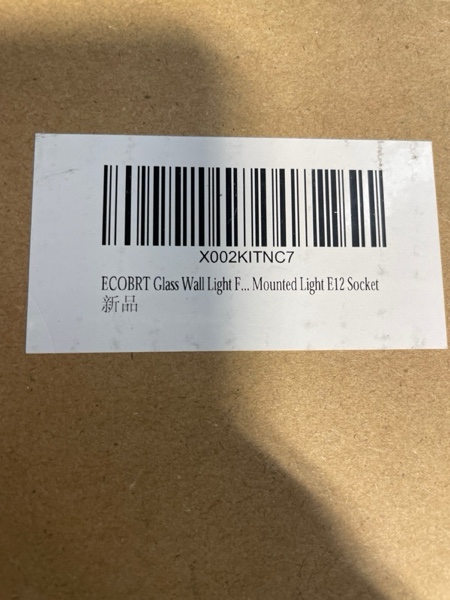 X002KITNC7
ECOBRT Glass Wall Light F... Mounted Light E12 Socket
新品